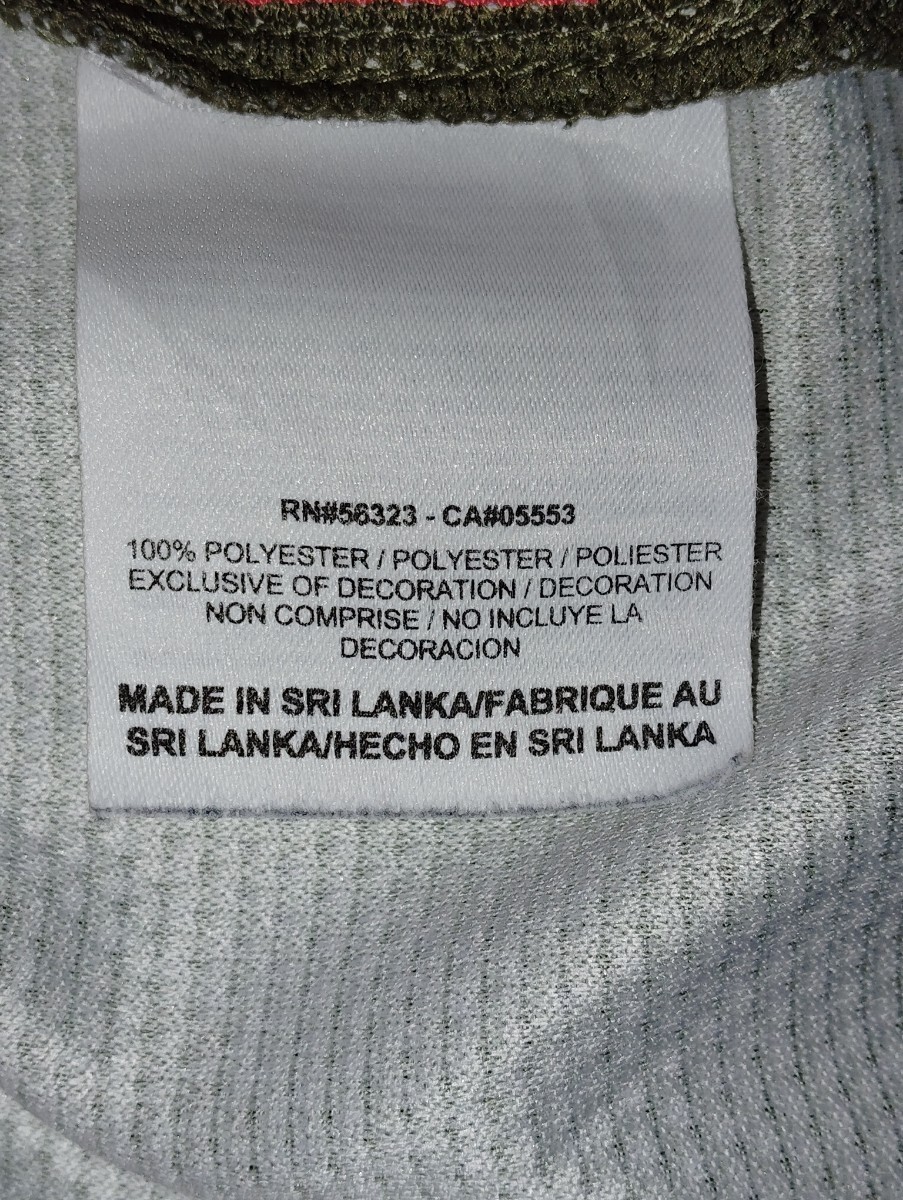 RN#56323 - CA#05553
100% POLYESTER / POLYESTER / POLIESTER
EXCLUSIVE OF DECORATION / DECORATION
NON COMPRISE / NO INCLUYE LA
DECORACION
MADE IN SRI LANKA/FABRIQUE AU
SRI LANKA/HECHO EN SRI LANKA